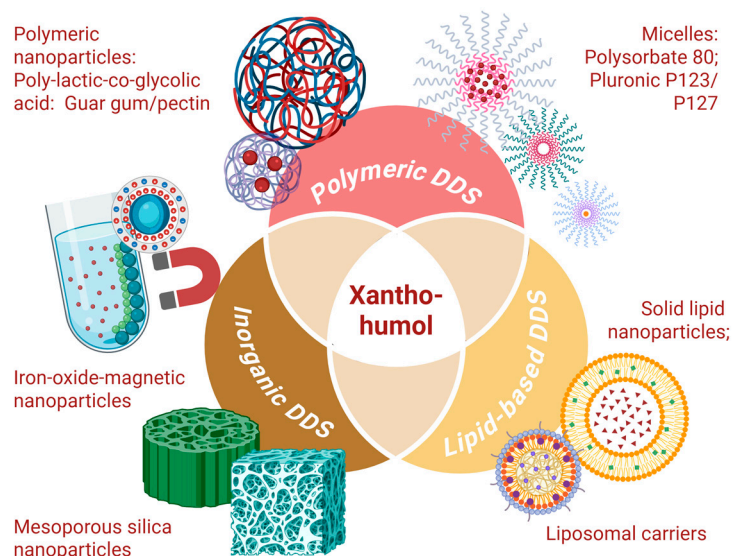 Polymeric
nanoparticles:
Poly-lactic-co-glycolic
acid:  Guar gum/pectin
Micelles:
Polysorbate 80;
Pluronic P123/
P127
Polymeric DDS
Xantho-
humol
Inorganic DDS
Lipid-based DDS
Solid lipid
nanoparticles;
Iron-oxide-magnetic
nanoparticles
Mesoporous silica
nanoparticles
Liposomal carriers